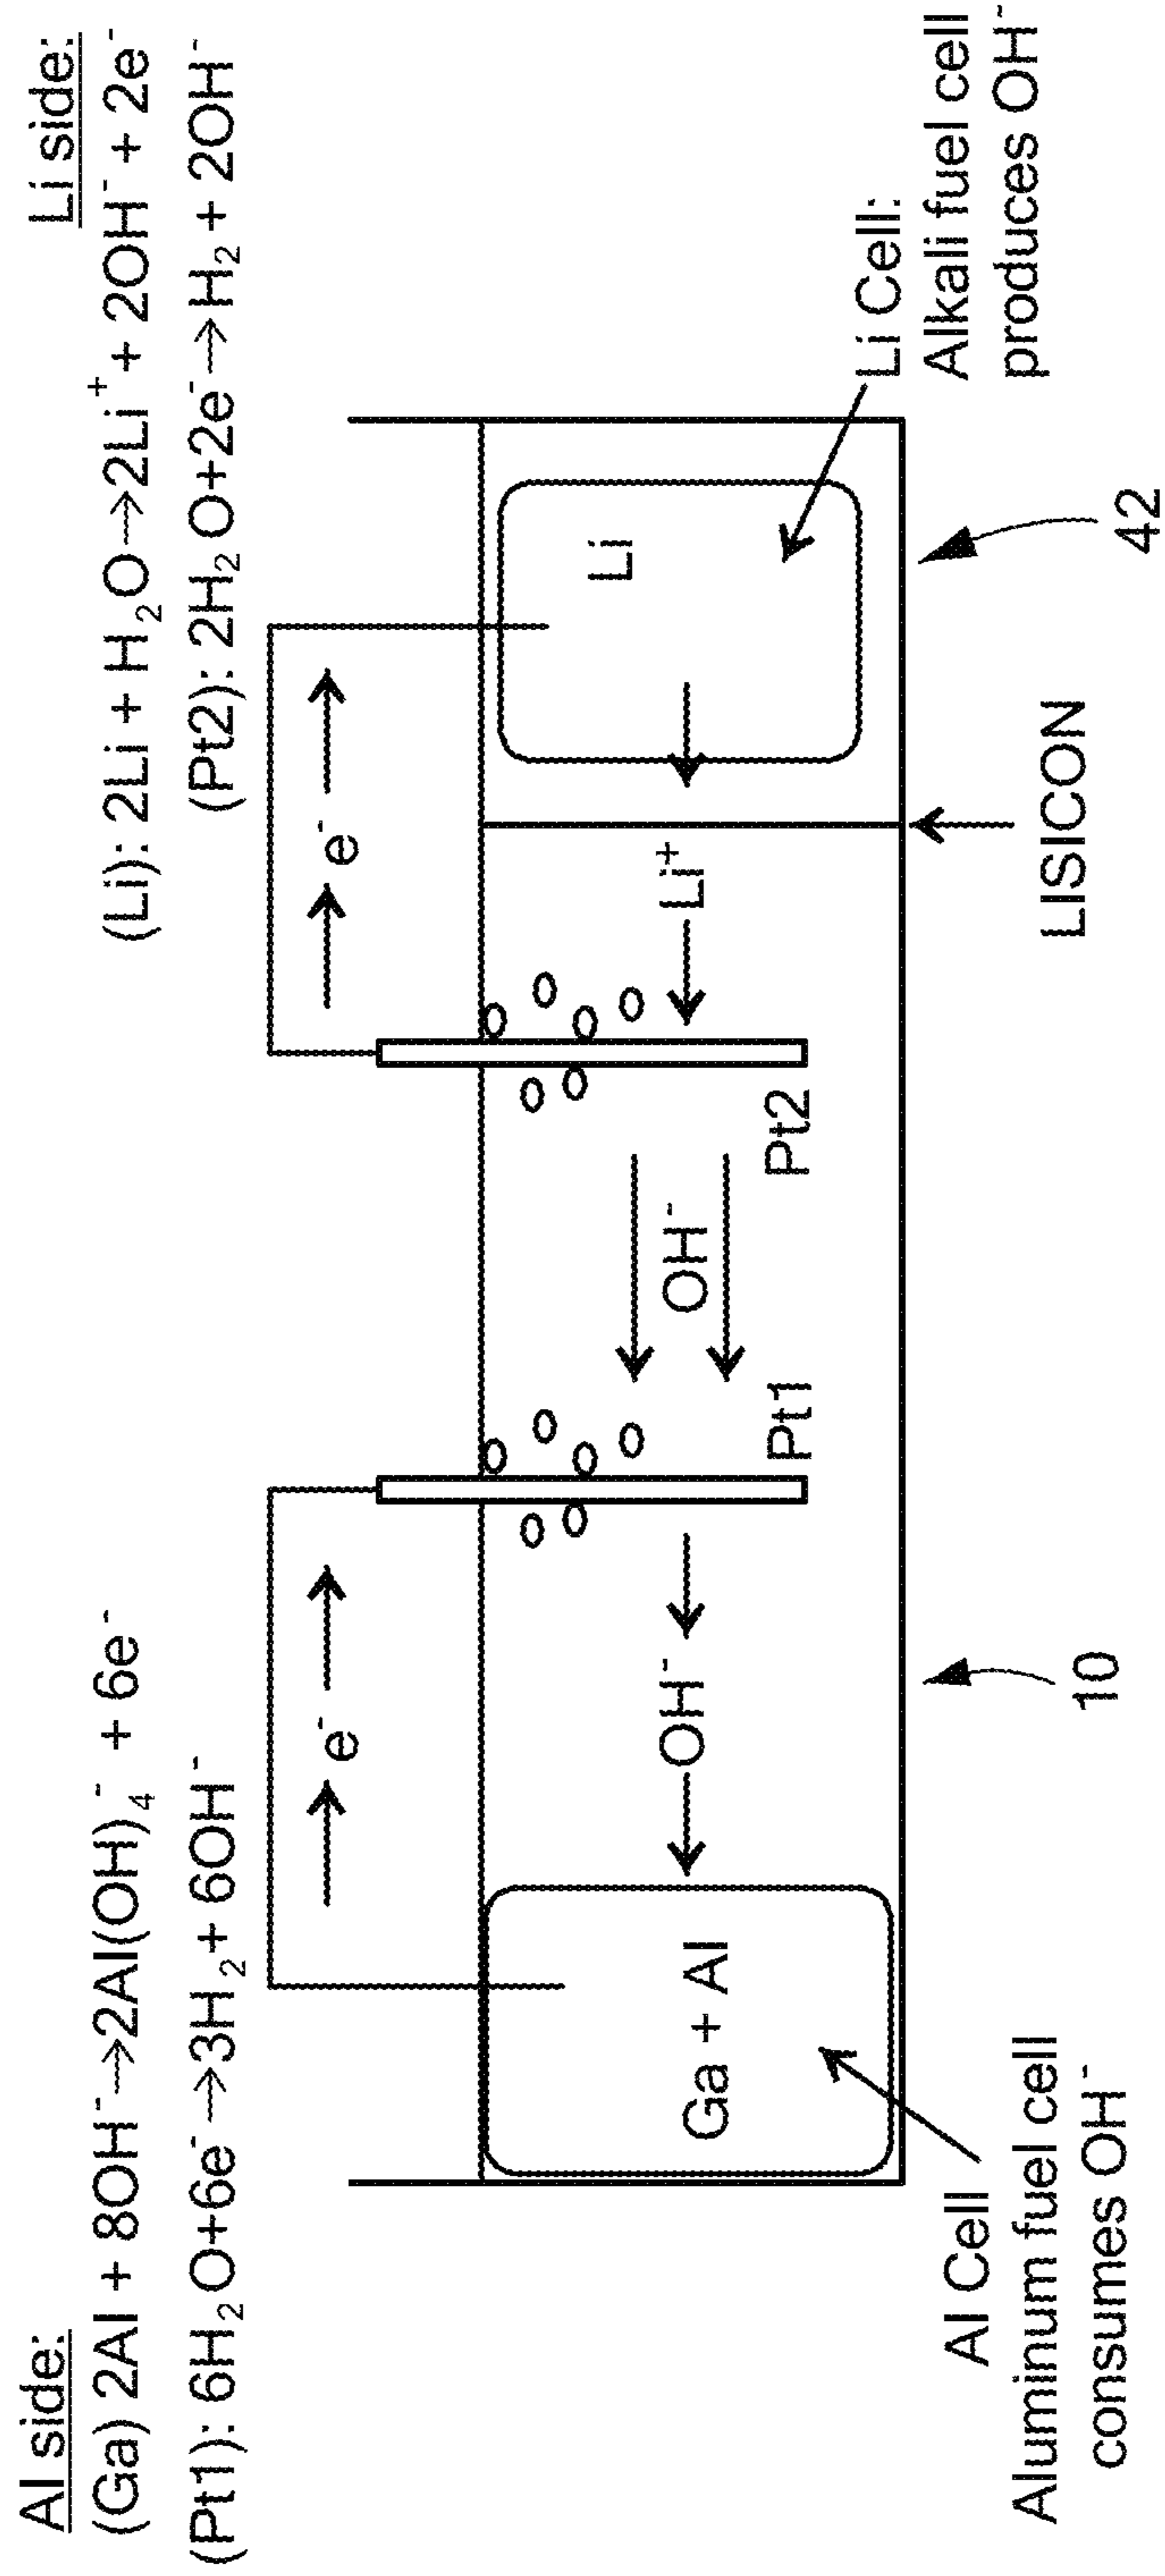 Al side:
(Ga) 2Al + 8OH⁻→2Al(OH)₄⁻ + 6e⁻
(Pt1): 6H₂O+6e⁻→3H₂+ 6OH⁻
Li side:
(Li): 2Li + H₂O→2Li⁺ + 2OH⁻ + 2e⁻
(Pt2): 2H₂O+2e⁻→H₂ + 2OH⁻
e⁻
e⁻
Ga + Al
OH⁻
OH⁻
Li⁺
Li
Pt1
Pt2
Al Cell
Aluminum fuel cell
consumes OH⁻
10
LISICON
42
Li Cell:
Alkali fuel cell
produces OH⁻